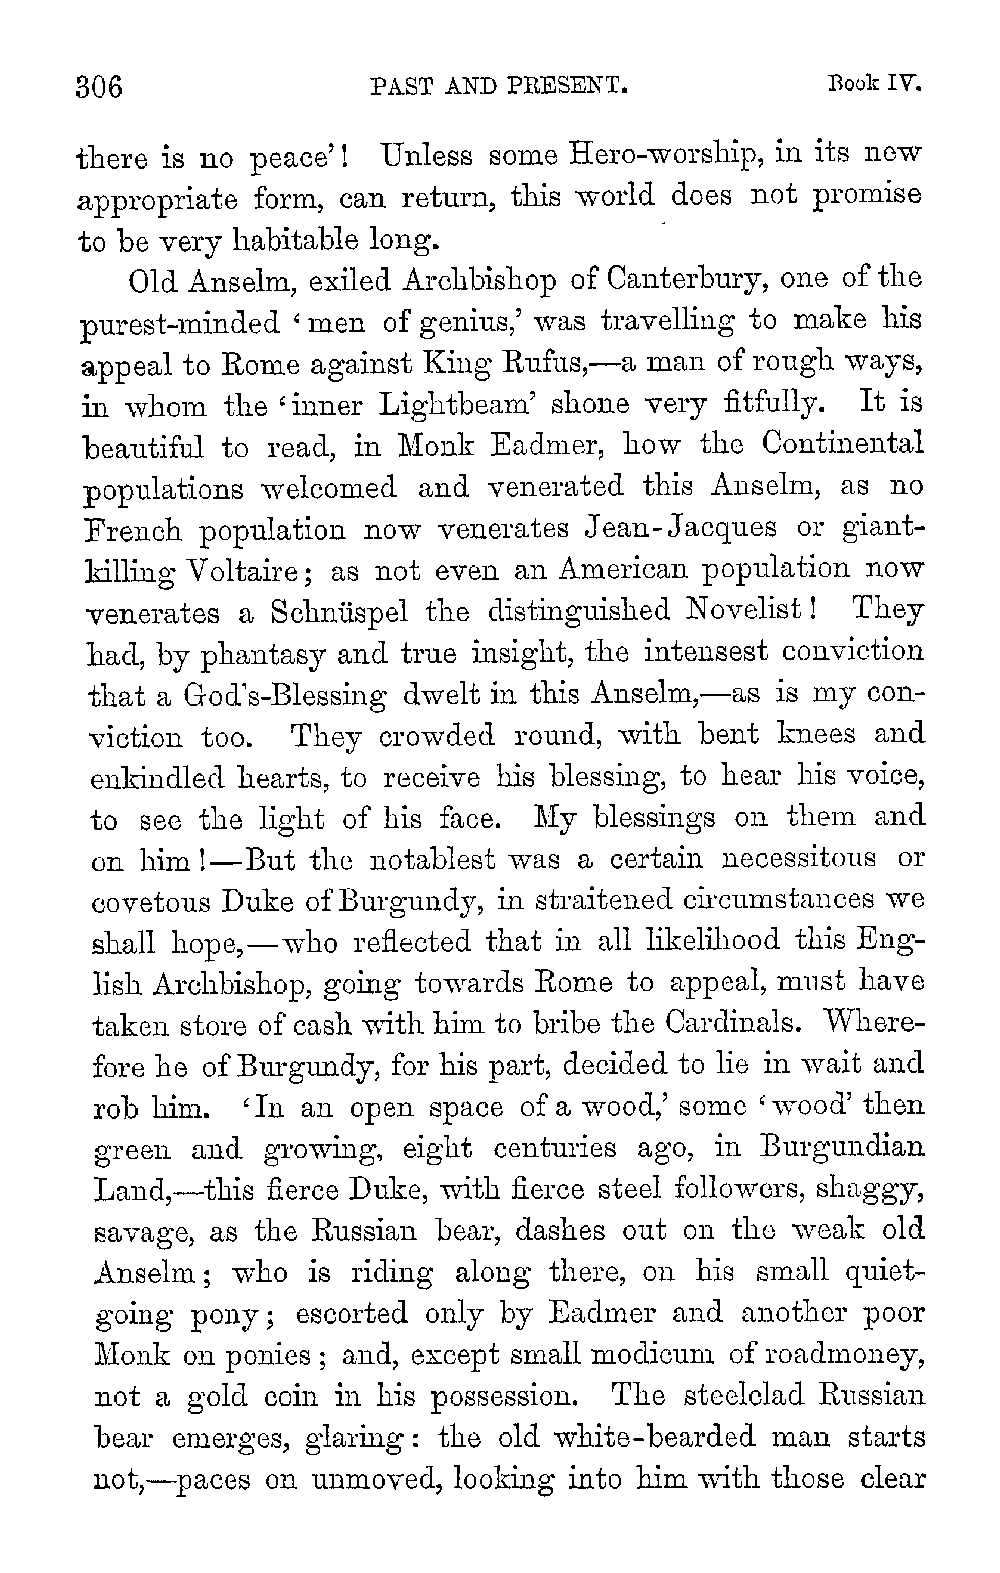 306 PAST AND PRESENT. Book IV.
there is no peace’! Unless some Hero-worship, in its new
appropriate form, can return, this world does not promise
to be very habitable long.
Old Anselm, exiled Archbishop of Canterbury, one of the
purest-minded ‘men of genius,’ was travelling to make his
appeal to Rome against King Rufus,—a man of rough ways,
in whom the ‘inner Lightbeam’ shone very fitfully. It is
beautiful to read, in Monk Eadmer, how the Continental
populations welcomed and venerated this Anselm, as no
French population now venerates Jean-Jacques or giant-
killing Voltaire; as not even an American population now
venerates a Schnüspel the distinguished Novelist! They
had, by phantasy and true insight, the intensest conviction
that a God’s-Blessing dwelt in this Anselm,—as is my con-
viction too. They crowded round, with bent knees and
enkindled hearts, to receive his blessing, to hear his voice,
to see the light of his face. My blessings on them and
on him!—But the notablest was a certain necessitous or
covetous Duke of Burgundy, in straitened circumstances we
shall hope,—who reflected that in all likelihood this Eng-
lish Archbishop, going towards Rome to appeal, must have
taken store of cash with him to bribe the Cardinals. Where-
fore he of Burgundy, for his part, decided to lie in wait and
rob him. ‘In an open space of a wood,’ some ‘wood’ then
green and growing, eight centuries ago, in Burgundian
Land,—this fierce Duke, with fierce steel followers, shaggy,
savage, as the Russian bear, dashes out on the weak old
Anselm; who is riding along there, on his small quiet-
going pony; escorted only by Eadmer and another poor
Monk on ponies; and, except small modicum of roadmoney,
not a gold coin in his possession. The steelclad Russian
bear emerges, glaring: the old white-bearded man starts
not,—paces on unmoved, looking into him with those clear